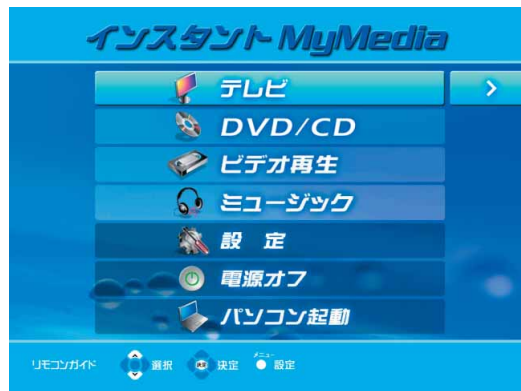 インスタント MyMedia
テレビ
DVD/CD
ビデオ再生
ミュージック
設 定
電源オフ
パソコン起動
メニュー
リモコンガイド 選択 決定 決定 設定